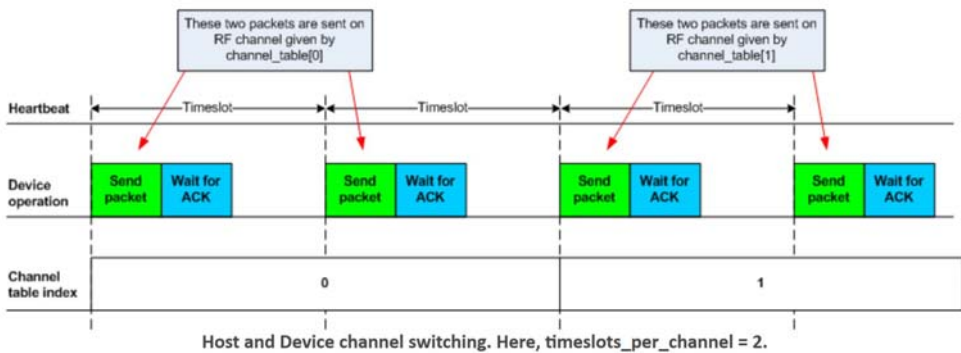 These two packets are sent on
RF channel given by
channel_table[0]
These two packets are sent on
RF channel given by
channel_table[1]
Heartbeat
Timeslot
Timeslot
Timeslot
Device
operation
Send
packet
Wait for
ACK
Send
packet
Wait for
ACK
Send
packet
Wait for
ACK
Send
packet
Wait for
ACK
Channel
table index
0
1
Host and Device channel switching. Here, timeslots_per_channel = 2.